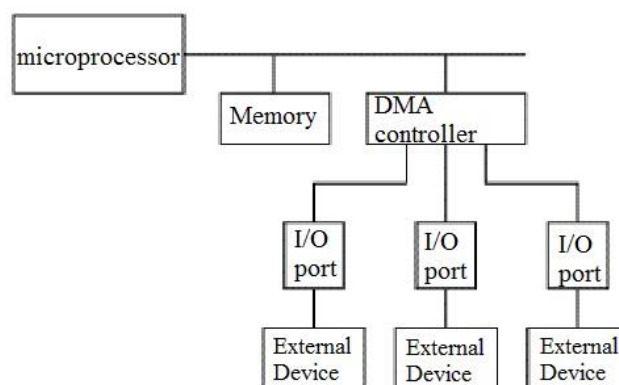 microprocessor
Memory
DMA
controller
I/O
port
I/O
port
I/O
port
External
Device
External
Device
External
Device